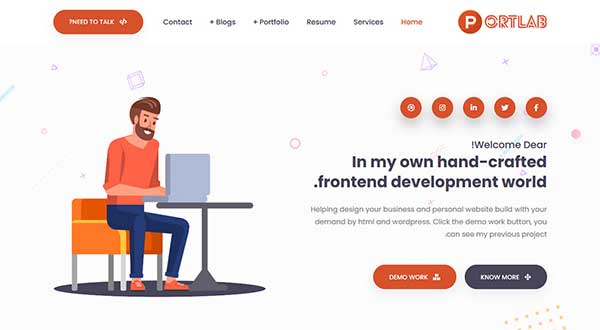 ?NEED TO TALK
Contact
+ Blogs
+ Portfolio
Resume
Services
Home
PORTLAB
!Welcome Dear
In my own hand-crafted
.frontend development world
Helping design your business and personal website build with your
demand by html and wordpress. Click the demo work button, you
.can see my previous project
DEMO WORK
KNOW MORE